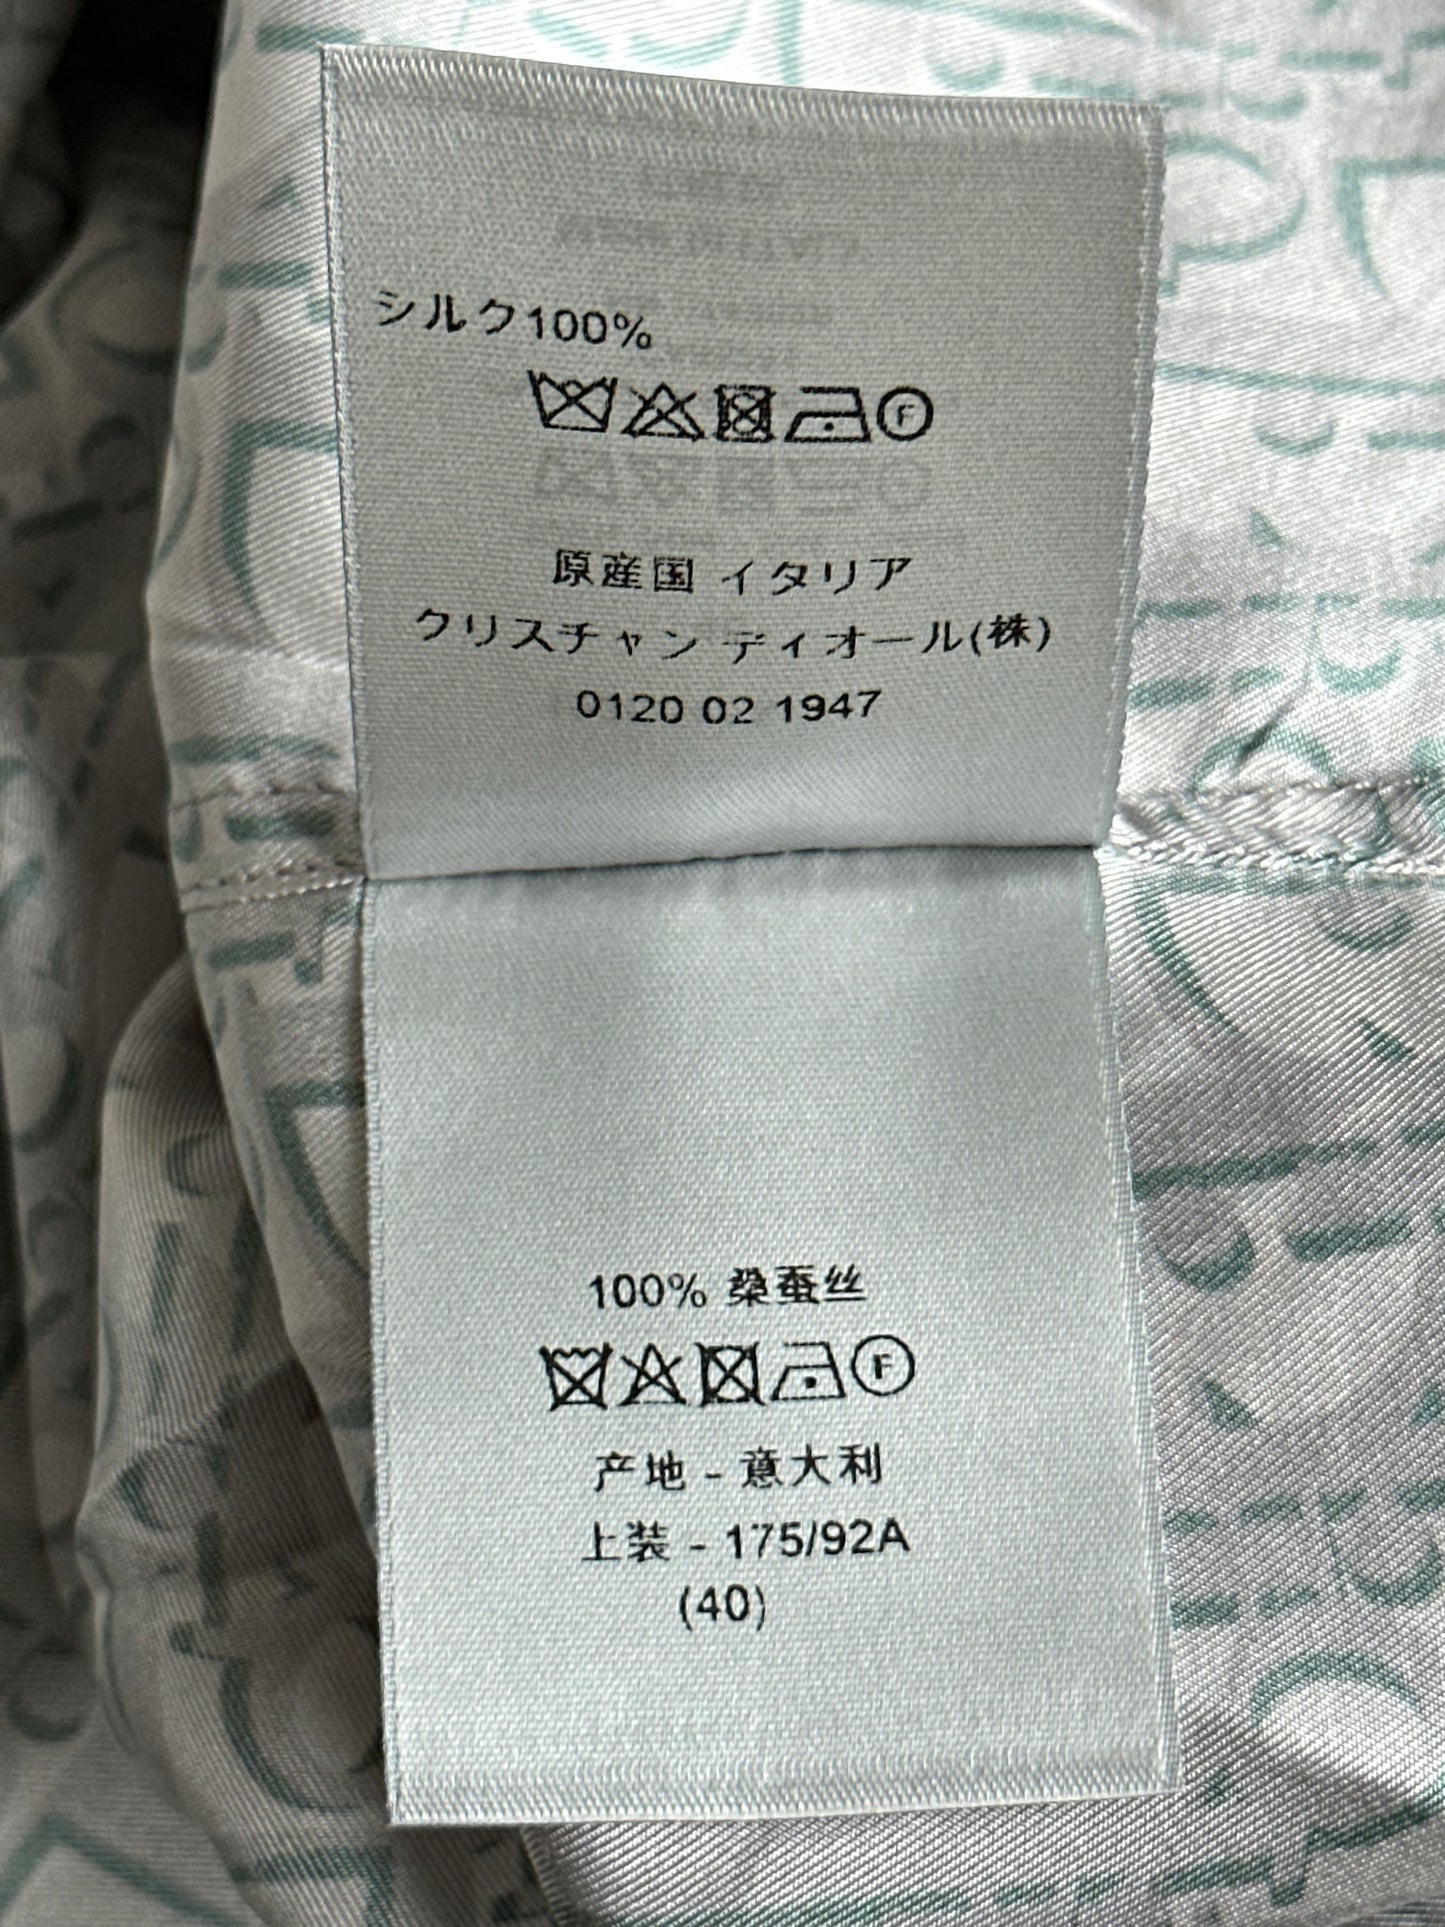 シルク100%
F
原産国 イタリア
クリスチャン ディオール(株)
0120 02 1947
100% 桑蚕丝
F
产地 - 意大利
上装 - 175/92A
(40)